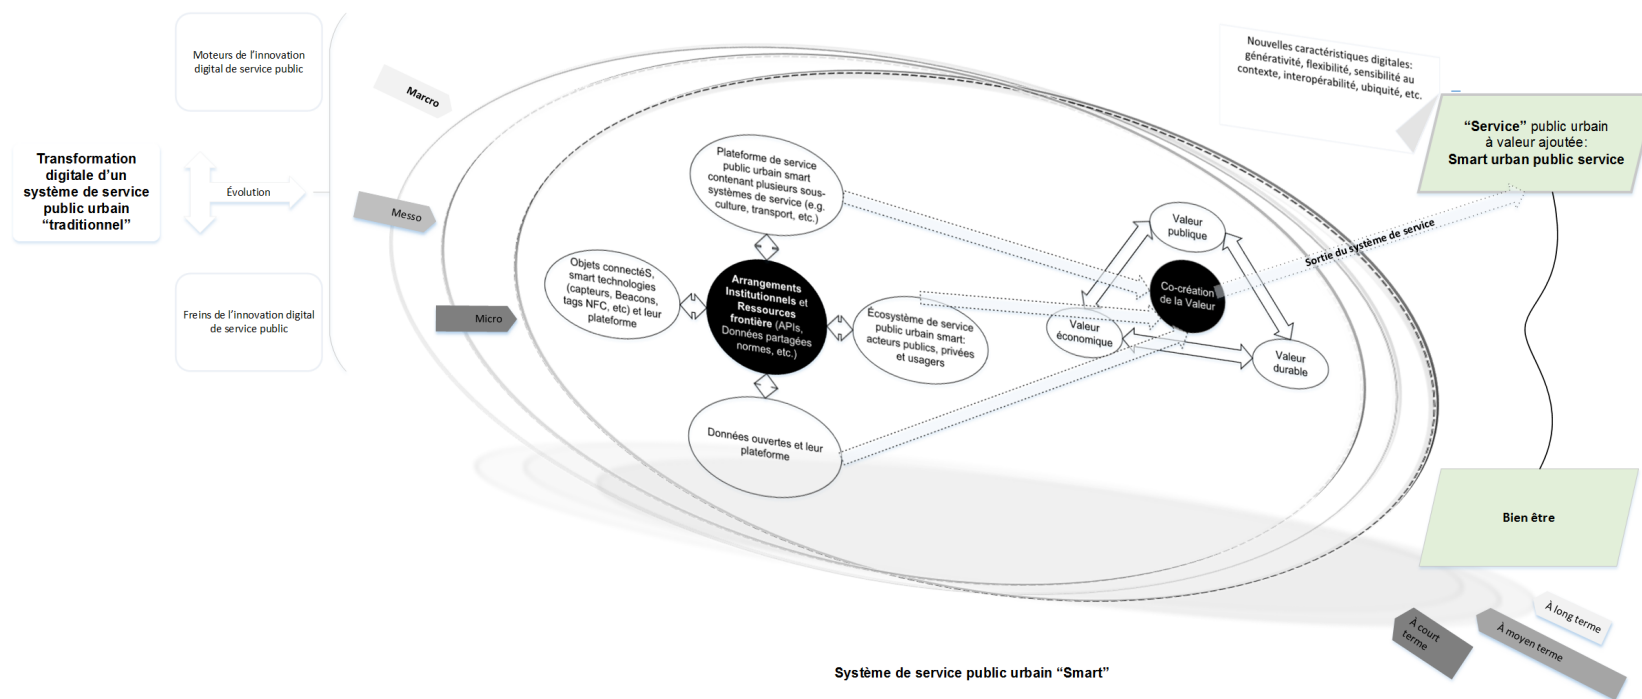 Moteurs de l’innovation
digital de service public
Transformation
digitale d’un
système de service
public urbain
“traditionnel”
Évolution
Freins de l’innovation digital
de service public
Marcro
Messo
Micro
Plateforme de service
public urbain smart
contenant plusieurs sous-
systèmes de service (e.g.
culture, transport, etc.)
Objets connectéS,
smart technologies
(capteurs, Beacons,
tags NFC, etc) et leur
plateforme
Arrangements
Institutionnels et
Ressources
frontière (APIs,
Données partagées
normes, etc.)
Écosystème de service
public urbain smart:
acteurs publics, privées
et usagers
Données ouvertes et leur
plateforme
Valeur
publique
Co-création
de la Valeur
Valeur
économique
Valeur
durable
Sortie du système de service
Nouvelles caractéristiques digitales:
générativité, flexibilité, sensibilité au
contexte, interopérabilité, ubiquité, etc.
“Service” public urbain
à valeur ajoutée:
Smart urban public service
Bien être
À court
terme
À moyen terme
À long terme
Système de service public urbain “Smart”